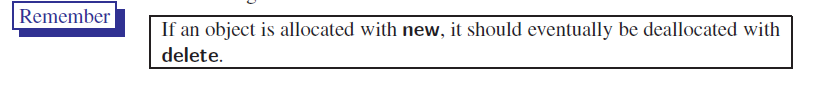 Remember
If an object is allocated with new, it should eventually be deallocated with
delete.